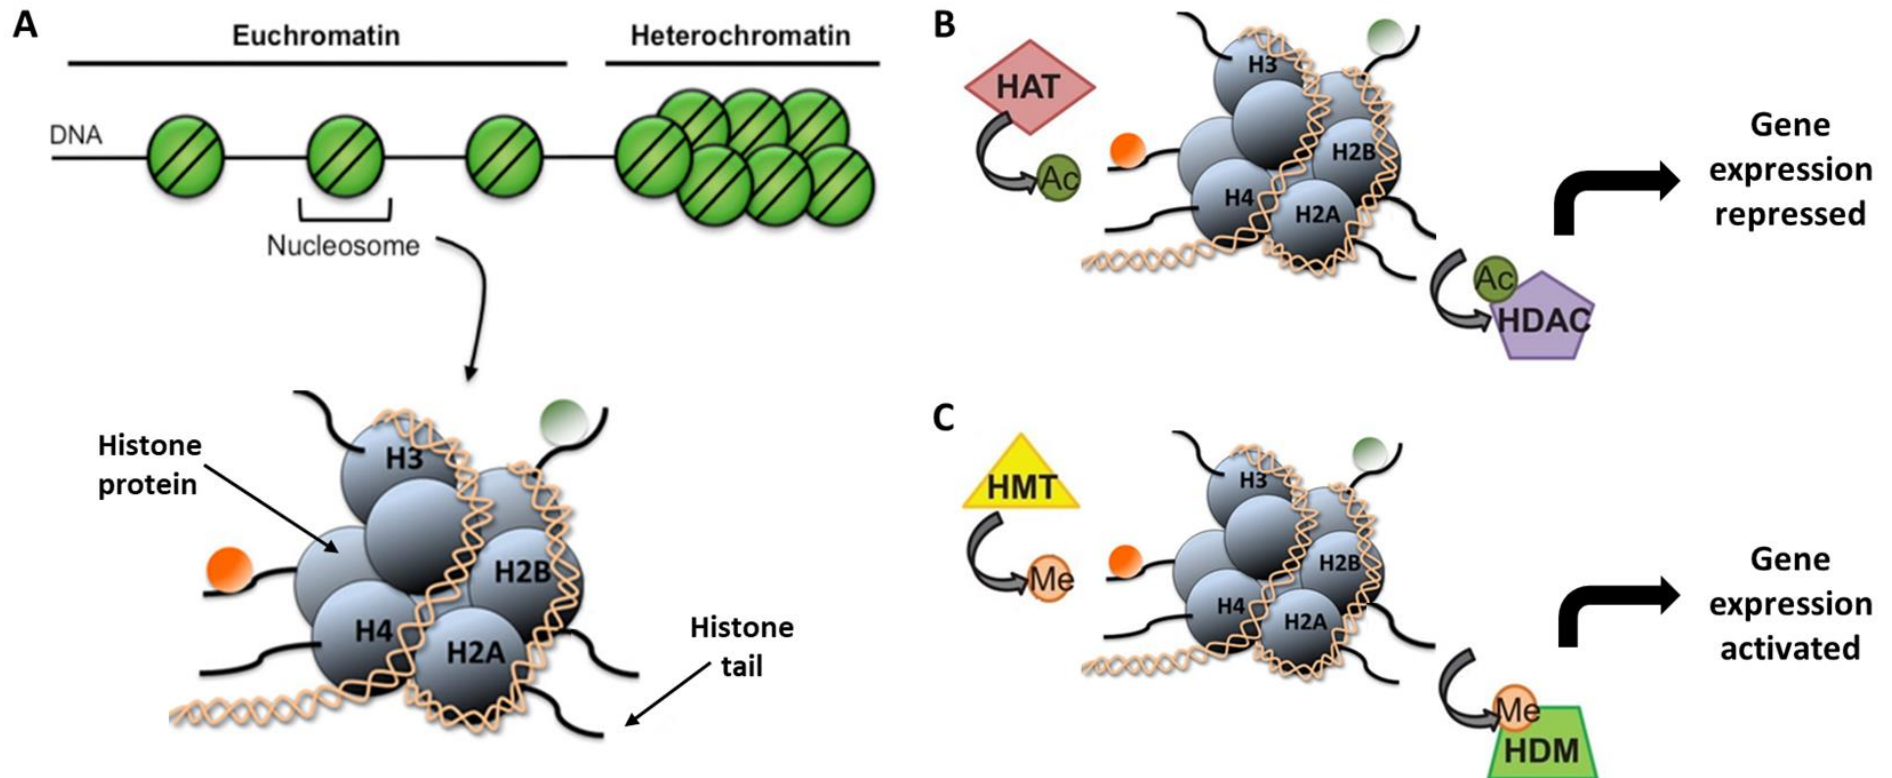 A
Euchromatin
Heterochromatin
DNA
Nucleosome
Histone
protein
H3
H2B
H4
H2A
Histone
tail
B
HAT
Ac
H3
H2B
H4
H2A
Ac
HDAC
Gene
expression
repressed
C
HMT
Me
H3
H2B
H4
H2A
Me
HDM
Gene
expression
activated